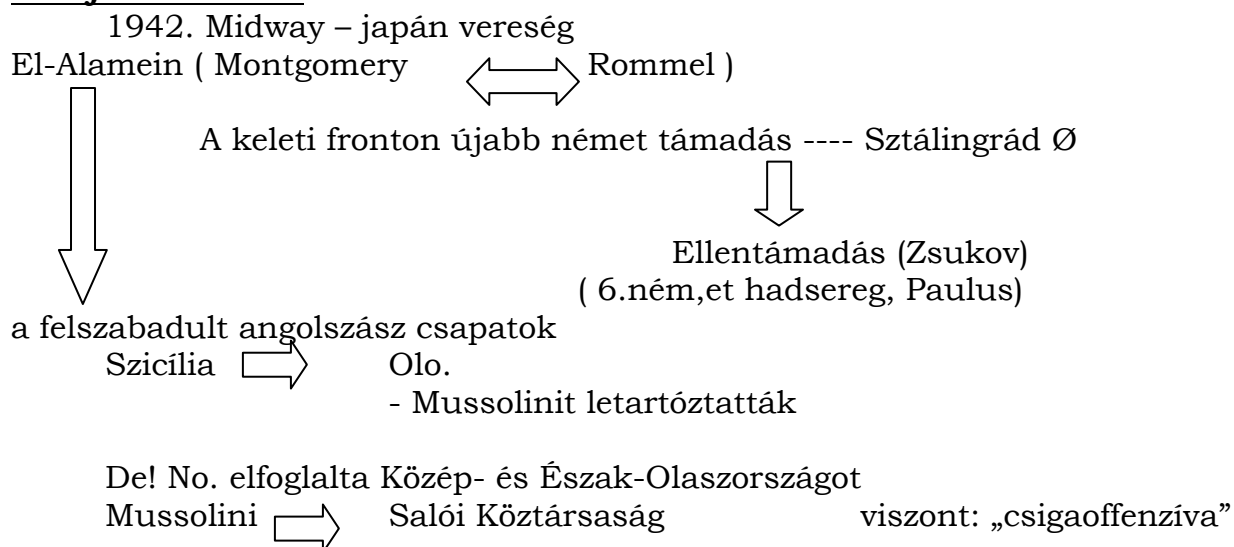 1942. Midway – japán vereség
El-Alamein ( Montgomery Rommel )
A keleti fronton újabb német támadás ---- Sztálingrád Ø
Ellentámadás (Zsukov)
( 6.ném,et hadsereg, Paulus)
a felszabadult angolszász csapatok
Szicília Olo.
- Mussolinit letartóztatták
De! No. elfoglalta Közép- és Észak-Olaszországot
Mussolini Salói Köztársaság viszont: „csigaoffenzíva”